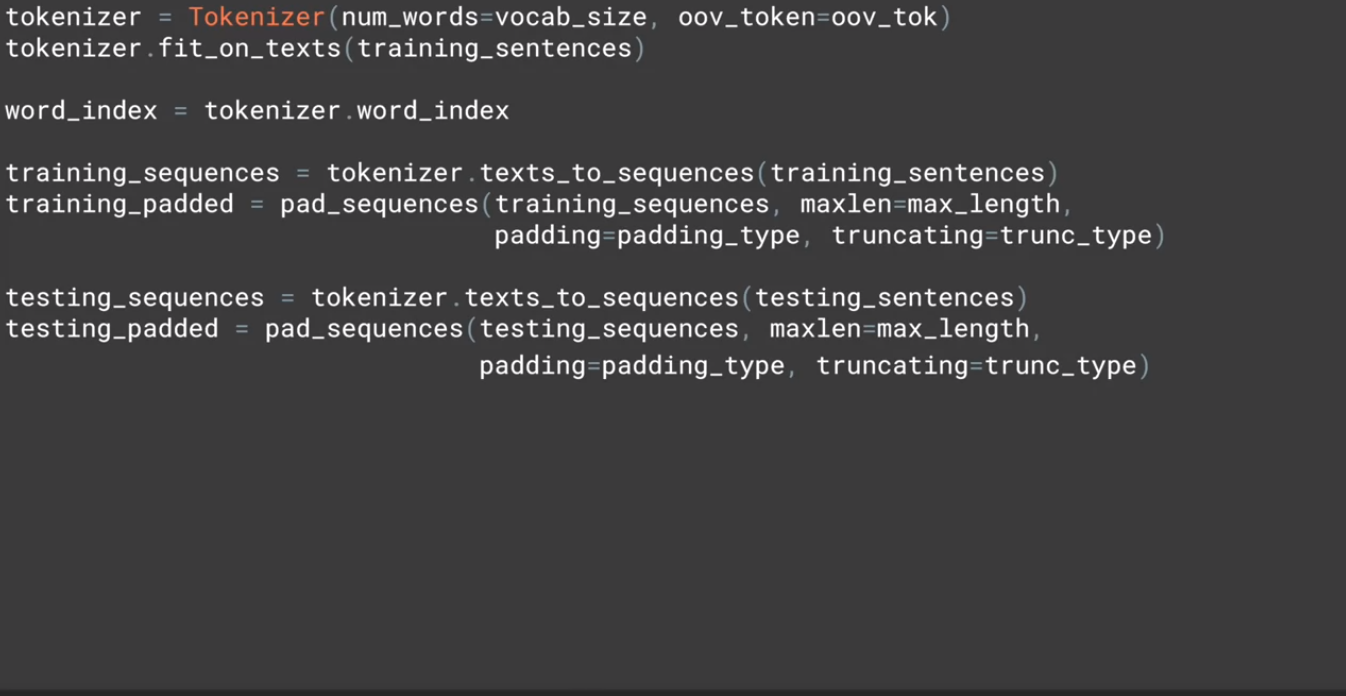 tokenizer = Tokenizer(num_words=vocab_size, oov_token=oov_tok)
tokenizer.fit_on_texts(training_sentences)
word_index = tokenizer.word_index
training_sequences = tokenizer.texts_to_sequences(training_sentences)
training_padded = pad_sequences(training_sequences, maxlen=max_length,
padding=padding_type, truncating=trunc_type)
testing_sequences = tokenizer.texts_to_sequences(testing_sentences)
testing_padded = pad_sequences(testing_sequences, maxlen=max_length,
padding=padding_type, truncating=trunc_type)